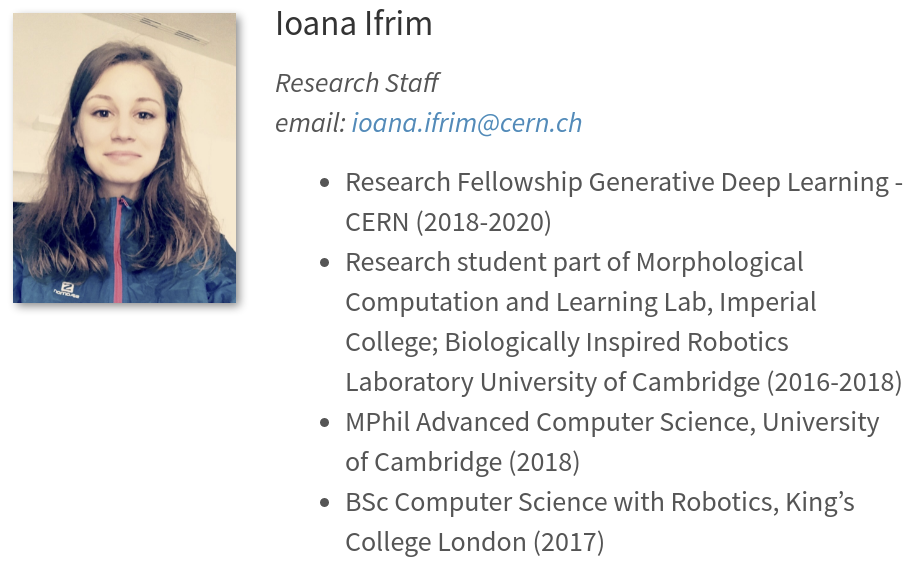 Ioana Ifrim
Research Staff
email: ioana.ifrim@cern.ch
• Research Fellowship Generative Deep Learning -
CERN (2018-2020)
• Research student part of Morphological
Computation and Learning Lab, Imperial
College; Biologically Inspired Robotics
Laboratory University of Cambridge (2016-2018)
• MPhil Advanced Computer Science, University
of Cambridge (2018)
• BSc Computer Science with Robotics, King’s
College London (2017)